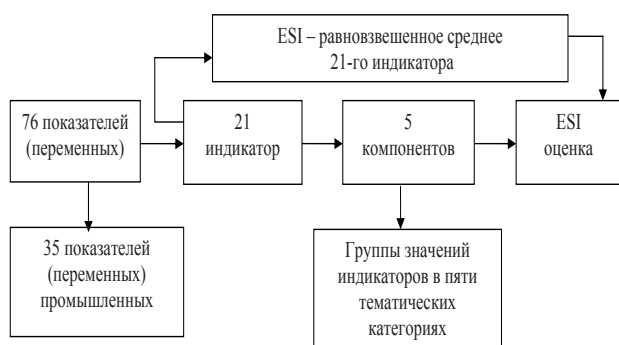 ESI – равновзвешенное среднее
21-го индикатора
76 показателей
(переменных)
21
индикатор
5
компонентов
ESI
оценка
35 показателей
(переменных)
промышленных
Группы значений
индикаторов в пяти
тематических
категориях